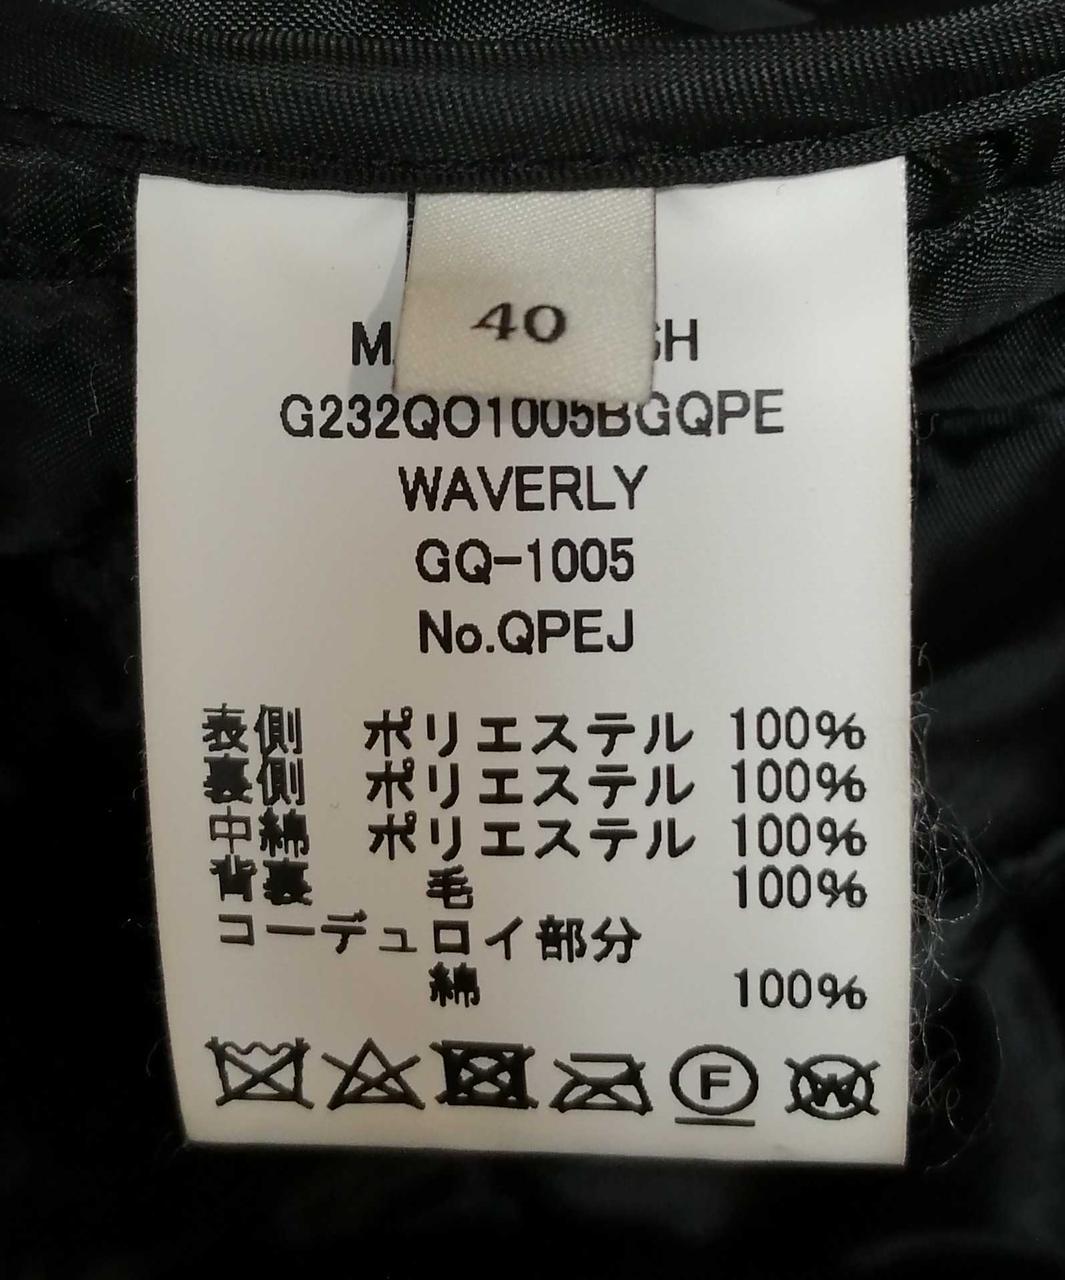 40
G232QO1005BGQPE
WAVERLY
GQ-1005
No.QPEJ
表側 ポリエステル 100%
裏側 ポリエステル 100%
中綿 ポリエステル 100%
背裏 毛 100%
コーデュロイ部分
綿 100%
F
W